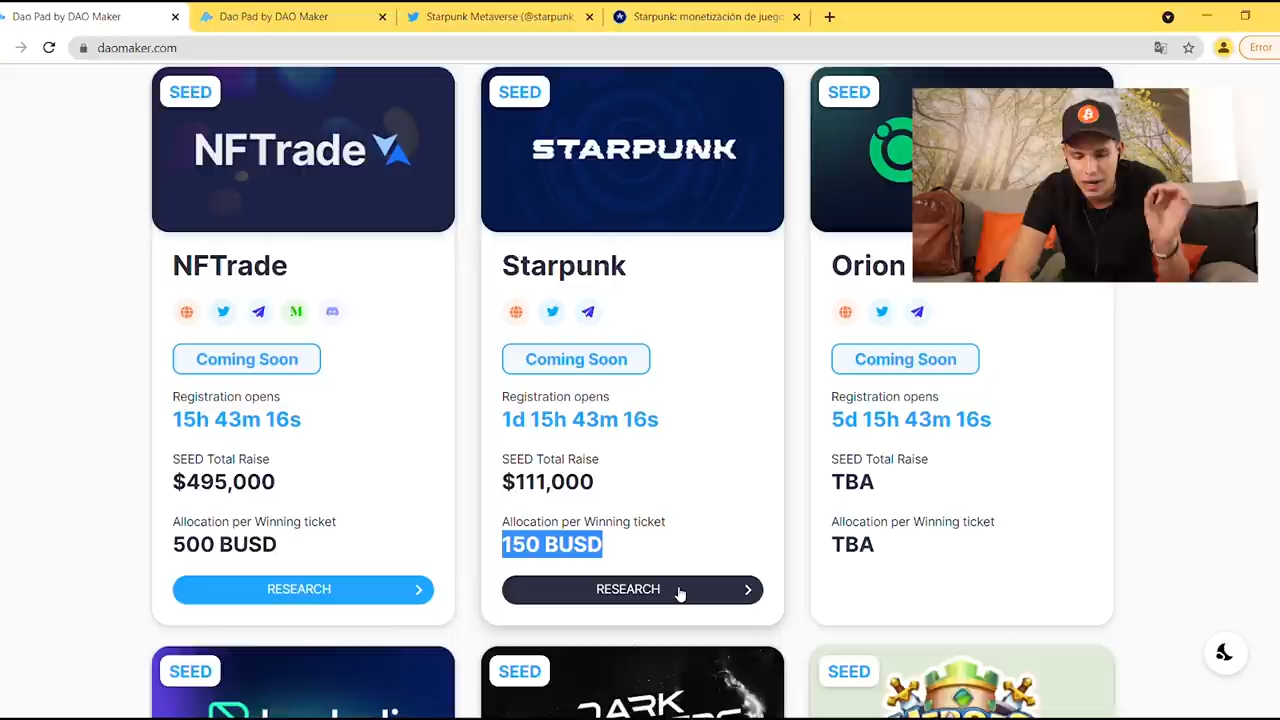 Dao Pad by DAO Maker
Dao Pad by DAO Maker
Starpunk Metaverse (@starpunk
Starpunk: monetización de jueg
daomaker.com
Error
SEED
NFTrade
SEED
STARPUNK
SEED
NFTrade
Starpunk
Orion
M
Coming Soon
Coming Soon
Coming Soon
Registration opens
15h 43m 16s
Registration opens
1d 15h 43m 16s
Registration opens
5d 15h 43m 16s
SEED Total Raise
$495,000
SEED Total Raise
$111,000
SEED Total Raise
TBA
Allocation per Winning ticket
500 BUSD
Allocation per Winning ticket
150 BUSD
Allocation per Winning ticket
TBA
RESEARCH
RESEARCH
SEED
SEED
DARK
SEED